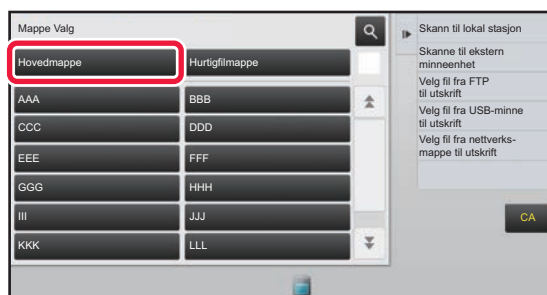 Mappe Valg
Hovedmappe
Hurtigfilmappe
AAA
BBB
CCC
DDD
EEE
FFF
GGG
HHH
III
JJJ
KKK
LLL
Skann til lokal stasjon
Skanne til ekstern
minneenhet
Velg fil fra FTP
til utskrift
Velg fil fra USB-minne
til utskrift
Velg fil fra nettverks-
mappe til utskrift
CA